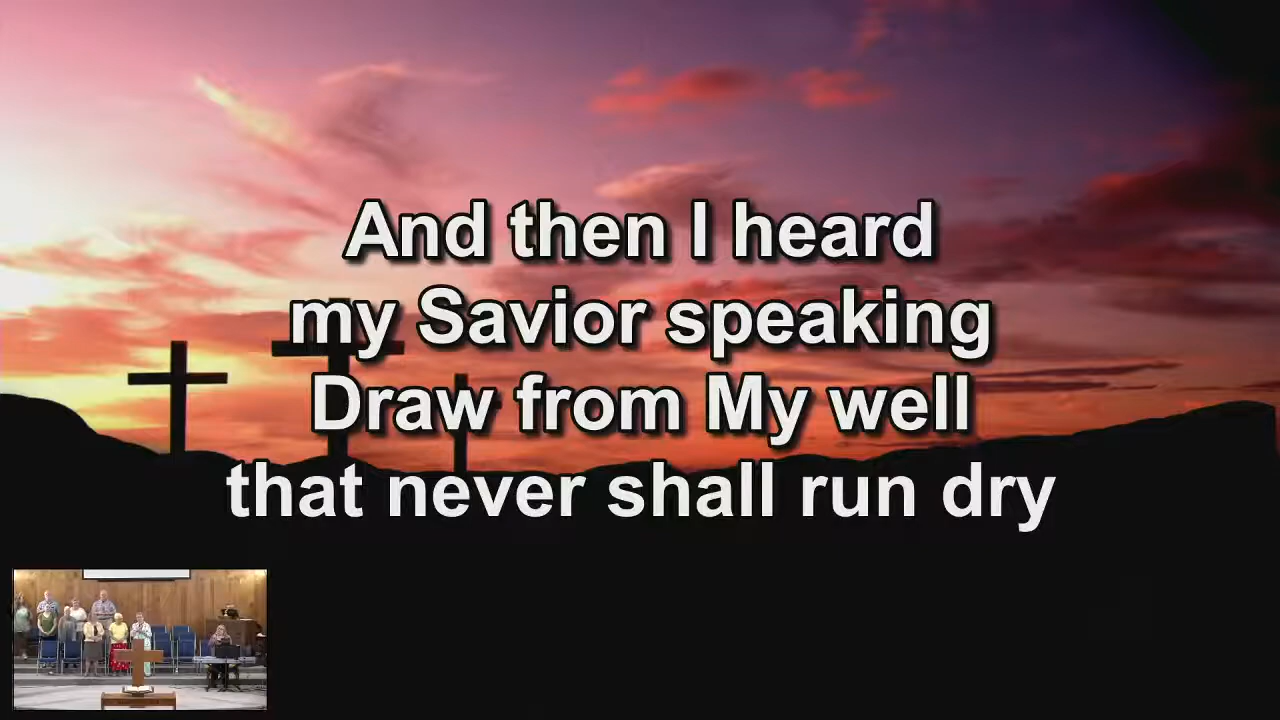 And then I heard
my Savior speaking
Draw from My well
that never shall run dry